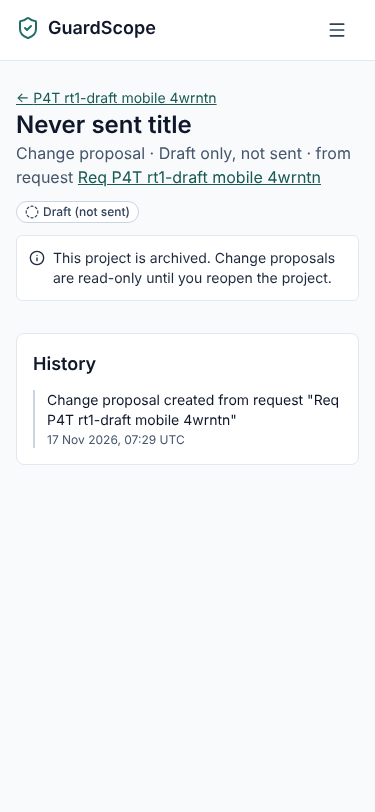 GuardScope
← P4T rt1-draft mobile 4wrntn
Never sent title
Change proposal · Draft only, not sent · from
request Req P4T rt1-draft mobile 4wrntn
Draft (not sent)
This project is archived. Change proposals
are read-only until you reopen the project.
History
Change proposal created from request "Req
P4T rt1-draft mobile 4wrntn"
17 Nov 2026, 07:29 UTC